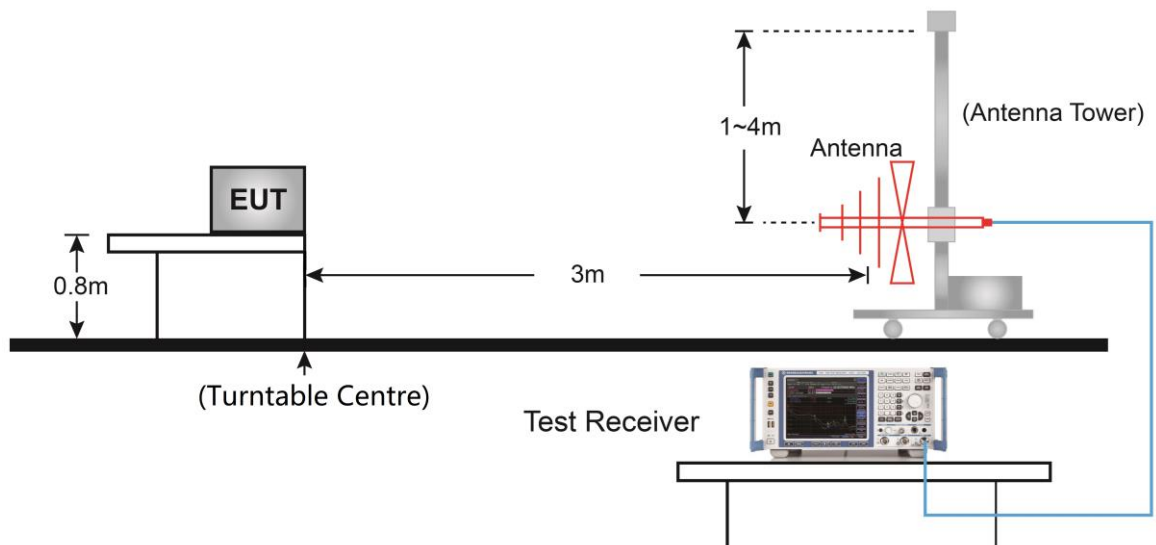 1~4m
(Antenna Tower)
Antenna
EUT
0.8m
3m
(Turntable Centre)
Test Receiver